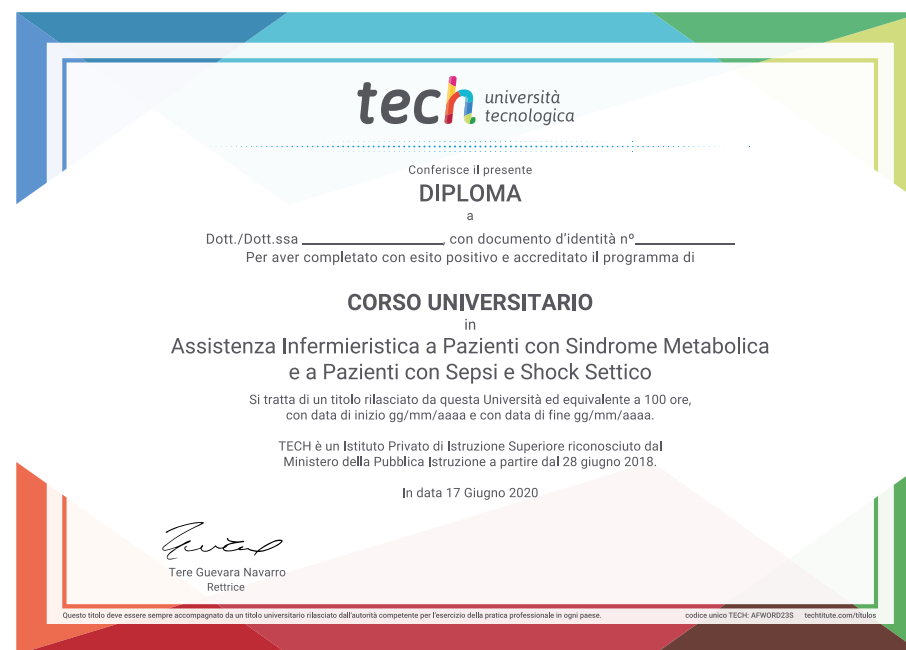 tech università
tecnologica
Conferisce il presente
DIPLOMA
a
Dott./Dott.ssa ____________________, con documento d'identità nº______________
Per aver completato con esito positivo e accreditato il programma di
CORSO UNIVERSITARIO
in
Assistenza Infermieristica a Pazienti con Sindrome Metabolica
e a Pazienti con Sepsi e Shock Settico
Si tratta di un titolo rilasciato da questa Università ed equivalente a 100 ore,
con data di inizio gg/mm/aaaa e con data di fine gg/mm/aaaa.
TECH è un Istituto Privato di Istruzione Superiore riconosciuto dal
Ministero della Pubblica Istruzione a partire dal 28 giugno 2018.
In data 17 Giugno 2020
Tere Guevara Navarro
Rettrice
Questo titolo deve essere sempre accompagnato da un titolo universitario rilasciato dall'autorità competente per l'esercizio della pratica professionale in ogni paese. codice unico TECH: AFWORD23S techtitute.com/titulos